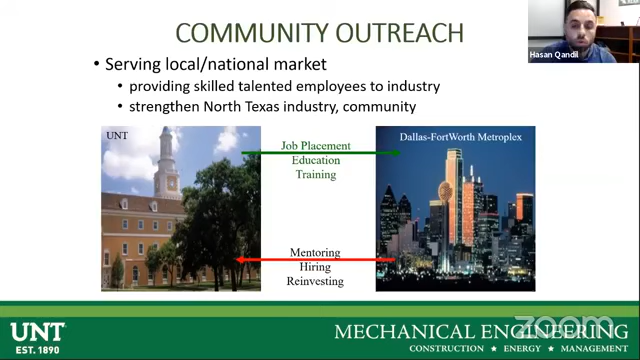 COMMUNITY OUTREACH
Hasan Qandil
• Serving local/national market
• providing skilled talented employees to industry
• strengthen North Texas industry, community
UNT
Job Placement
Education
Training
Dallas-FortWorth Metroplex
Mentoring
Hiring
Reinvesting
UNT
EST. 1890
MECHANICAL ENGINEERING
CONSTRUCTION ★ ENERGY ★ MANAGEMENT
zoom